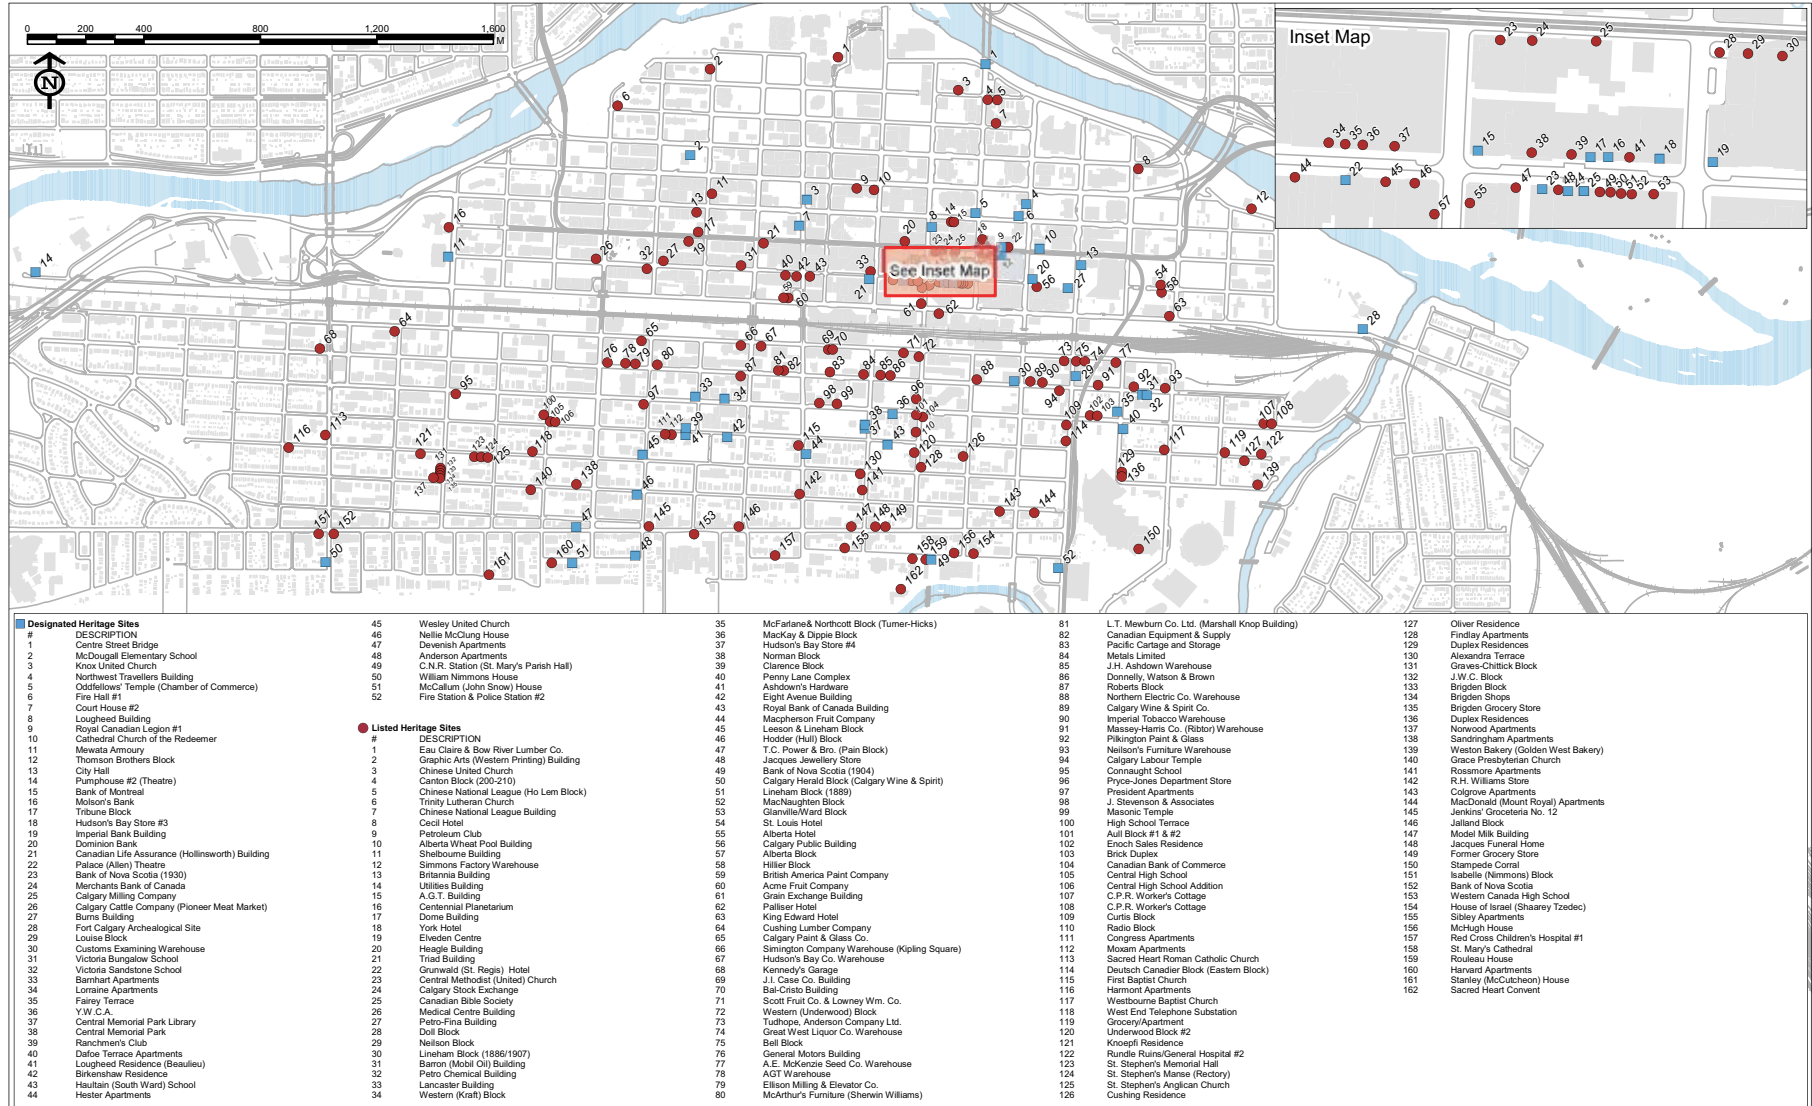 0 200 400 800 1,200 1,600
M
N
Inset Map
See Inset Map
Designated Heritage Sites
# DESCRIPTION
1 Centre Street Bridge
2 McDougall Elementary School
3 Knox United Church
4 Northwest Travellers Building
5 Oddfellows' Temple (Chamber of Commerce)
6 Fire Hall #1
7 Court House #2
8 Lougheed Building
9 Royal Canadian Legion #1
10 Cathedral Church of the Redeemer
11 Mewata Armoury
12 Thomson Brothers Block
13 City Hall
14 Pumphouse #2 (Theatre)
15 Bank of Montreal
16 Molson's Bank
17 Tribune Block
18 Hudson's Bay Store #3
19 Imperial Bank Building
20 Dominion Bank
21 Canadian Life Assurance (Hollinsworth) Building
22 Palace (Allen) Theatre
23 Bank of Nova Scotia (1930)
24 Merchants Bank of Canada
25 Calgary Milling Company
26 Calgary Cattle Company (Pioneer Meat Market)
27 Burns Building
28 Fort Calgary Archealogical Site
29 Louise Block
30 Customs Examining Warehouse
31 Victoria Bungalow School
32 Victoria Sandstone School
33 Barnhart Apartments
34 Lorraine Apartments
35 Fairey Terrace
36 Y.W.C.A.
37 Central Memorial Park Library
38 Central Memorial Park
39 Ranchmen's Club
40 Dafoe Terrace Apartments
41 Lougheed Residence (Beaulieu)
42 Birkenshaw Residence
43 Haultain (South Ward) School
44 Hester Apartments
45 Wesley United Church
46 Nellie McClung House
47 Devenish Apartments
48 Anderson Apartments
49 C.N.R. Station (St. Mary's Parish Hall)
50 William Nimmons House
51 McCallum (John Snow) House
52 Fire Station & Police Station #2
Listed Heritage Sites
# DESCRIPTION
1 Eau Claire & Bow River Lumber Co.
2 Graphic Arts (Western Printing) Building
3 Chinese United Church
4 Canton Block (200-210)
5 Chinese National League (Ho Lem Block)
6 Trinity Lutheran Church
7 Chinese National League Building
8 Cecil Hotel
9 Petroleum Club
10 Alberta Wheat Pool Building
11 Shelbourne Building
12 Simmons Factory Warehouse
13 Britannia Building
14 Utilities Building
15 A.G.T. Building
16 Centennial Planetarium
17 Dome Building
18 York Hotel
19 Elveden Centre
20 Heagle Building
21 Triad Building
22 Grunwald (St. Regis) Hotel
23 Central Methodist (United) Church
24 Calgary Stock Exchange
25 Canadian Bible Society
26 Medical Centre Building
27 Petro-Fina Building
28 Doll Block
29 Neilson Block
30 Lineham Block (1886/1907)
31 Barron (Mobil Oil) Building
32 Petro Chemical Building
33 Lancaster Building
34 Western (Kraft) Block
35 McFarlane& Northcott Block (Turner-Hicks)
36 MacKay & Dippie Block
37 Hudson's Bay Store #4
38 Norman Block
39 Clarence Block
40 Penny Lane Complex
41 Ashdown's Hardware
42 Eight Avenue Building
43 Royal Bank of Canada Building
44 Macpherson Fruit Company
45 Leeson & Lineham Block
46 Hodder (Hull) Block
47 T.C. Power & Bro. (Pain Block)
48 Jacques Jewellery Store
49 Bank of Nova Scotia (1904)
50 Calgary Herald Block (Calgary Wine & Spirit)
51 Lineham Block (1889)
52 MacNaughten Block
53 Glanville/Ward Block
54 St. Louis Hotel
55 Alberta Hotel
56 Calgary Public Building
57 Alberta Block
58 Hillier Block
59 British America Paint Company
60 Acme Fruit Company
61 Grain Exchange Building
62 Palliser Hotel
63 King Edward Hotel
64 Cushing Lumber Company
65 Calgary Paint & Glass Co.
66 Simington Company Warehouse (Kipling Square)
67 Hudson's Bay Co. Warehouse
68 Kennedy's Garage
69 J.I. Case Co. Building
70 Bal-Cristo Building
71 Scott Fruit Co. & Lowney Wm. Co.
72 Western (Underwood) Block
73 Tudhope, Anderson Company Ltd.
74 Great West Liquor Co. Warehouse
75 Bell Block
76 General Motors Building
77 A.E. McKenzie Seed Co. Warehouse
78 AGT Warehouse
79 Ellison Milling & Elevator Co.
80 McArthur's Furniture (Sherwin Williams)
81 L.T. Mewburn Co. Ltd. (Marshall Knop Building)
82 Canadian Equipment & Supply
83 Pacific Cartage and Storage
84 Metals Limited
85 J.H. Ashdown Warehouse
86 Donnelly, Watson & Brown
87 Roberts Block
88 Northern Electric Co. Warehouse
89 Calgary Wine & Spirit Co.
90 Imperial Tobacco Warehouse
91 Massey-Harris Co. (Ribtor) Warehouse
92 Pilkington Paint & Glass
93 Neilson's Furniture Warehouse
94 Calgary Labour Temple
95 Connaught School
96 Pryce-Jones Department Store
97 President Apartments
98 J. Stevenson & Associates
99 Masonic Temple
100 High School Terrace
101 Aull Block #1 & #2
102 Enoch Sales Residence
103 Brick Duplex
104 Canadian Bank of Commerce
105 Central High School
106 Central High School Addition
107 C.P.R. Worker's Cottage
108 C.P.R. Worker's Cottage
109 Curtis Block
110 Radio Block
111 Congress Apartments
112 Moxam Apartments
113 Sacred Heart Roman Catholic Church
114 Deutsch Canadier Block (Eastern Block)
115 First Baptist Church
116 Harmont Apartments
117 Westbourne Baptist Church
118 West End Telephone Substation
119 Grocery/Apartment
120 Underwood Block #2
121 Knoepfi Residence
122 Rundle Ruins/General Hospital #2
123 St. Stephen's Memorial Hall
124 St. Stephen's Manse (Rectory)
125 St. Stephen's Anglican Church
126 Cushing Residence
127 Oliver Residence
128 Findlay Apartments
129 Duplex Residences
130 Alexandra Terrace
131 Graves-Chittick Block
132 J.W.C. Block
133 Brigden Block
134 Brigden Shops
135 Brigden Grocery Store
136 Duplex Residences
137 Norwood Apartments
138 Sandringham Apartments
139 Weston Bakery (Golden West Bakery)
140 Grace Presbyterian Church
141 Rossmore Apartments
142 R.H. Williams Store
143 Colgrove Apartments
144 MacDonald (Mount Royal) Apartments
145 Jenkins' Groceteria No. 12
146 Jalland Block
147 Model Milk Building
148 Jacques Funeral Home
149 Former Grocery Store
150 Stampede Corral
151 Isabelle (Nimmons) Block
152 Bank of Nova Scotia
153 Western Canada High School
154 House of Israel (Shaarey Tzedec)
155 Sibley Apartments
156 McHugh House
157 Red Cross Children's Hospital #1
158 St. Mary's Cathedral
159 Rouleau House
160 Harvard Apartments
161 Stanley (McCutcheon) House
162 Sacred Heart Convent